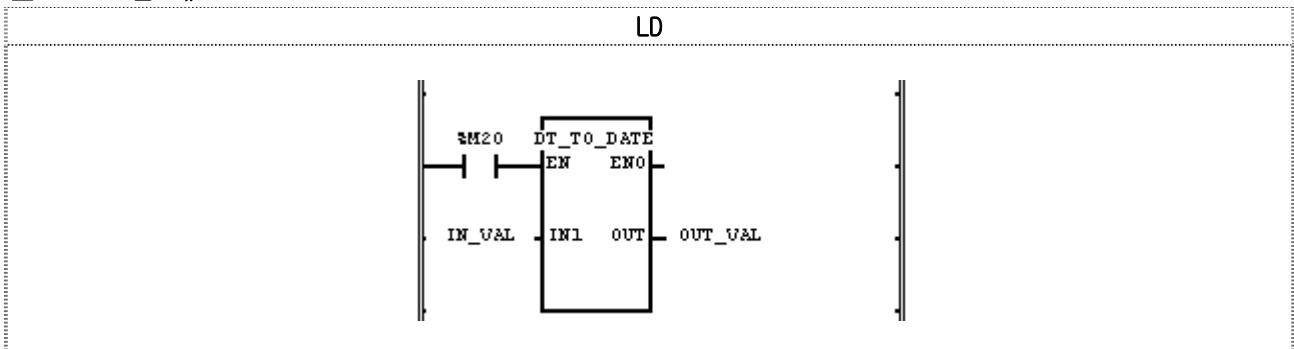 LD
%M20 DT_TO_DATE
EN ENO
IN_VAL IN1 OUT OUT_VAL